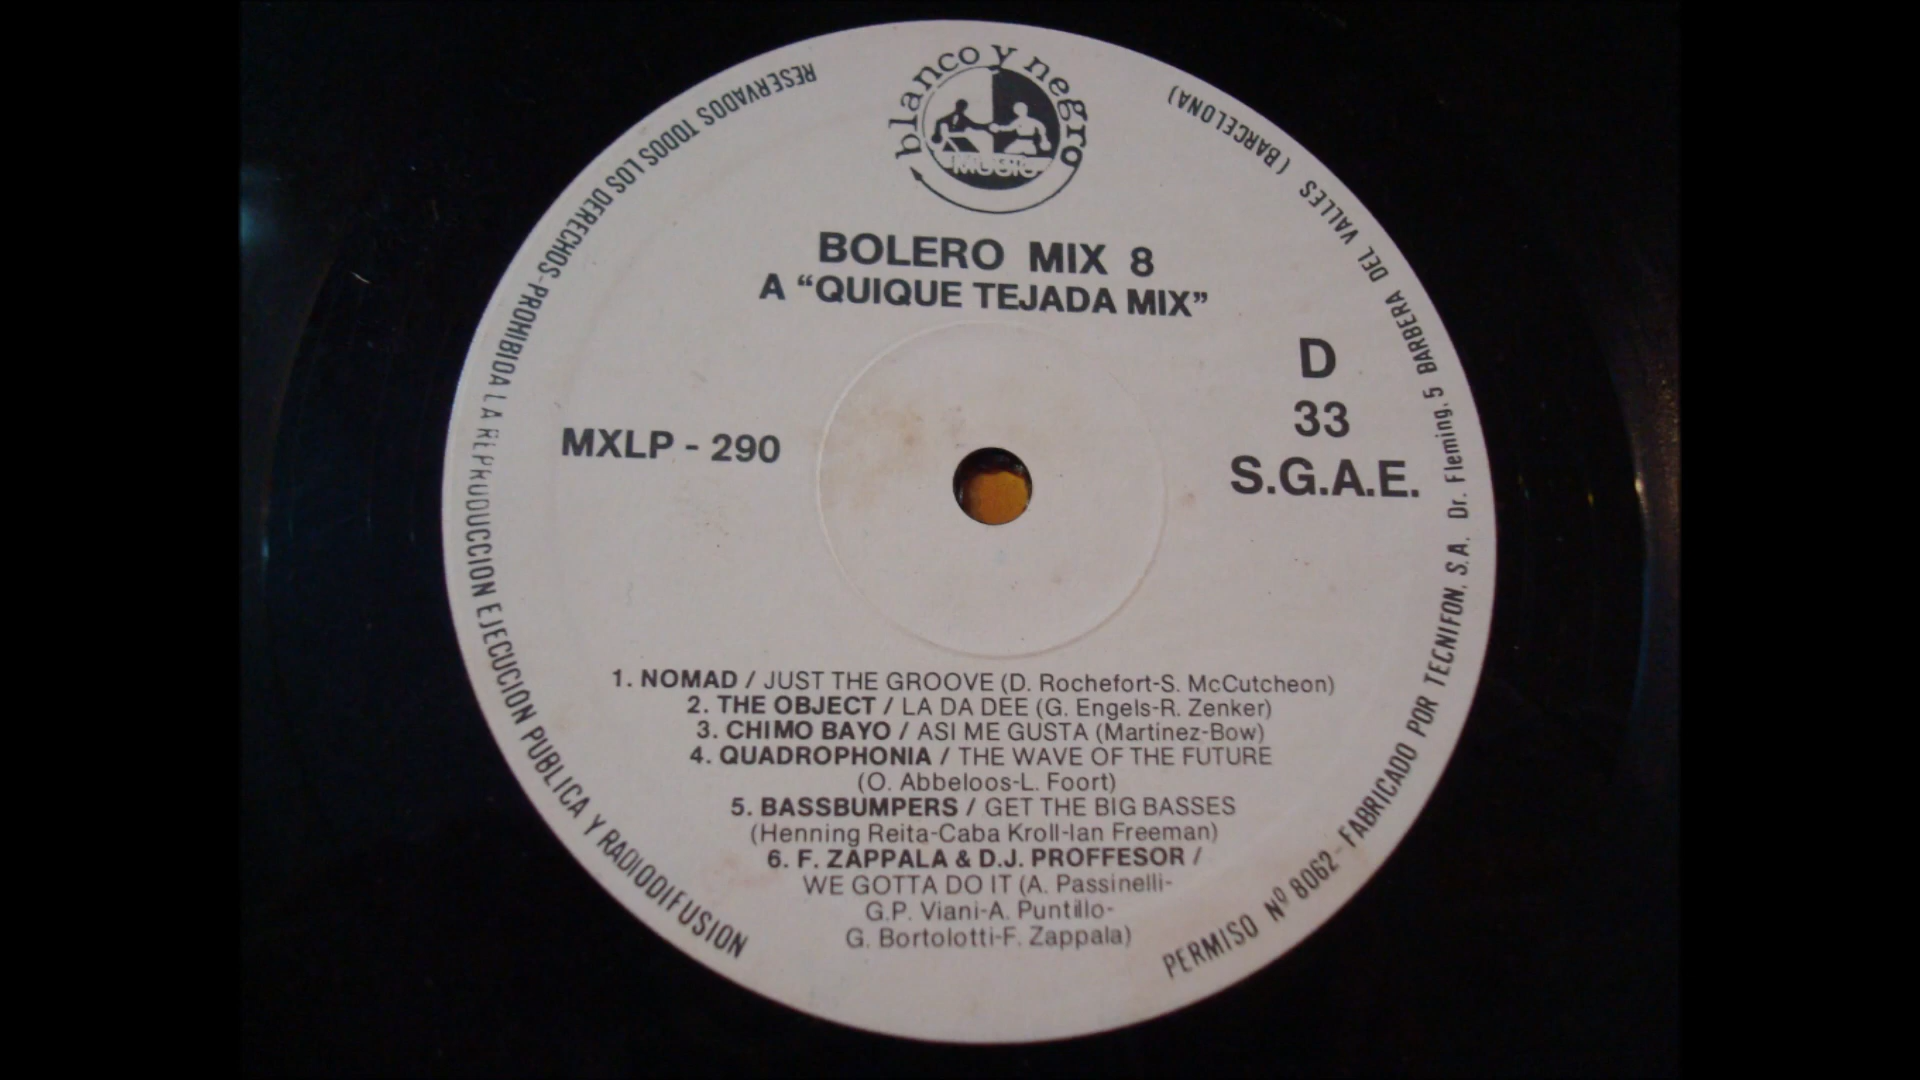 blanco y negro
MUSIC
BOLERO MIX 8
A “QUIQUE TEJADA MIX”
D
33
S.G.A.E.
MXLP - 290
1. NOMAD / JUST THE GROOVE (D. Rochefort-S. McCutcheon)
2. THE OBJECT / LA DA DEE (G. Engels-R. Zenker)
3. CHIMO BAYO / ASI ME GUSTA (Martinez-Bow)
4. QUADROPHONIA / THE WAVE OF THE FUTURE
(O. Abbeloos-L. Foort)
5. BASSBUMPERS / GET THE BIG BASSES
(Henning Reita-Caba Kroll-Ian Freeman)
6. F. ZAPPALA & D.J. PROFFESOR /
WE GOTTA DO IT (A. Passinelli-
G.P. Viani-A. Puntillo-
G. Bortolotti-F. Zappala)
RESERVADOS TODOS LOS DERECHOS-PROHIBIDA LA REPRODUCCION EJECUCION PUBLICA Y RADIODIFUSION
PERMISO Nº 8062-FABRICADO POR TECNIFON, S.A. Dr. Fleming, 5 BARBERA DEL VALLES (BARCELONA)